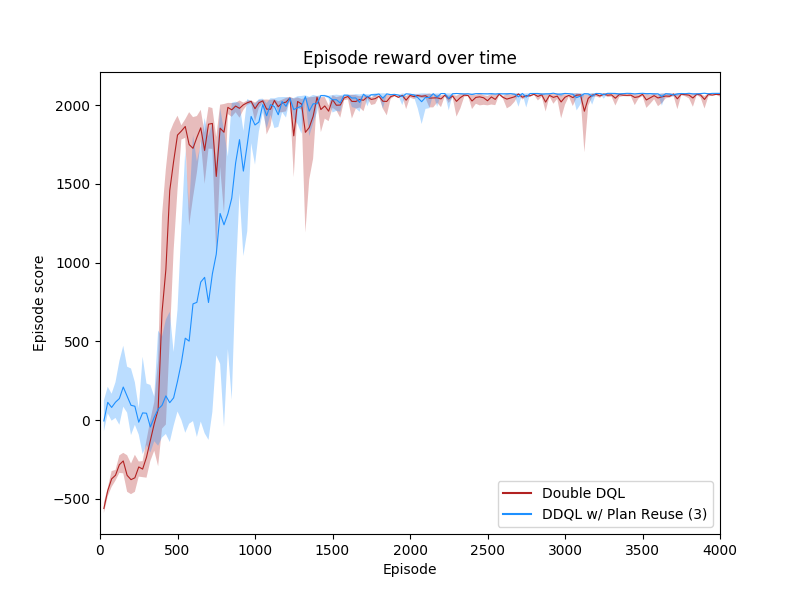 Episode reward over time
2000
1500
1000
500
0
−500
Episode score
0 500 1000 1500 2000 2500 3000 3500 4000
Episode
Double DQL
DDQL w/ Plan Reuse (3)